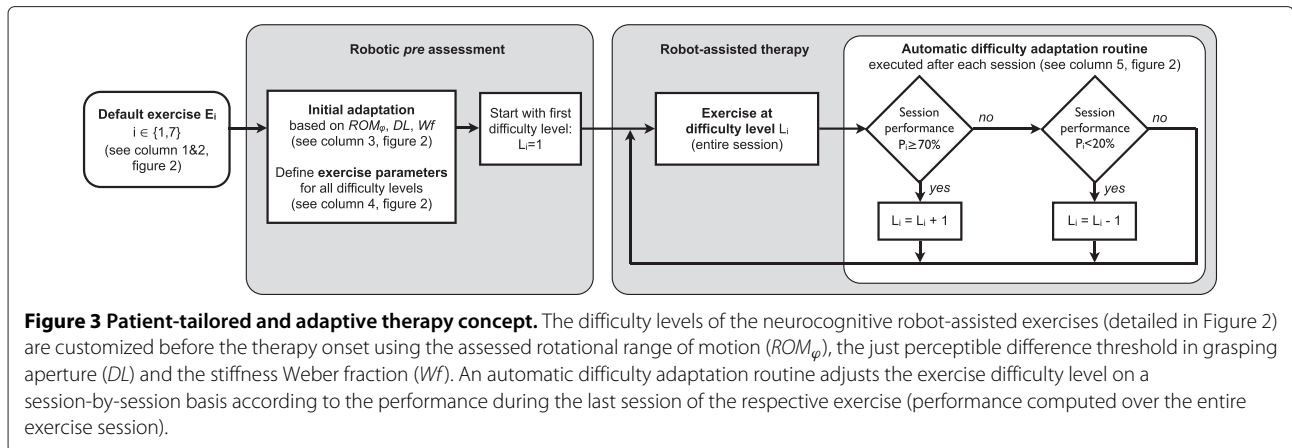 Robotic pre assessment
Robot-assisted therapy
Automatic difficulty adaptation routine
executed after each session (see column 5, figure 2)
Default exercise Eᵢ
i ∈ {1,7}
(see column 1&2,
figure 2)
Initial adaptation
based on ROMφ, DL, Wf
(see column 3, figure 2)
Define exercise parameters
for all difficulty levels
(see column 4, figure 2)
Start with first
difficulty level:
Lᵢ=1
Exercise at
difficulty level Lᵢ
(entire session)
Session
performance
Pᵢ≥70%
no
yes
Lᵢ = Lᵢ + 1
Session
performance
Pᵢ<20%
no
yes
Lᵢ = Lᵢ - 1
Figure 3 Patient-tailored and adaptive therapy concept. The difficulty levels of the neurocognitive robot-assisted exercises (detailed in Figure 2)
are customized before the therapy onset using the assessed rotational range of motion (ROMφ), the just perceptible difference threshold in grasping
aperture (DL) and the stiffness Weber fraction (Wf). An automatic difficulty adaptation routine adjusts the exercise difficulty level on a
session-by-session basis according to the performance during the last session of the respective exercise (performance computed over the entire
exercise session).